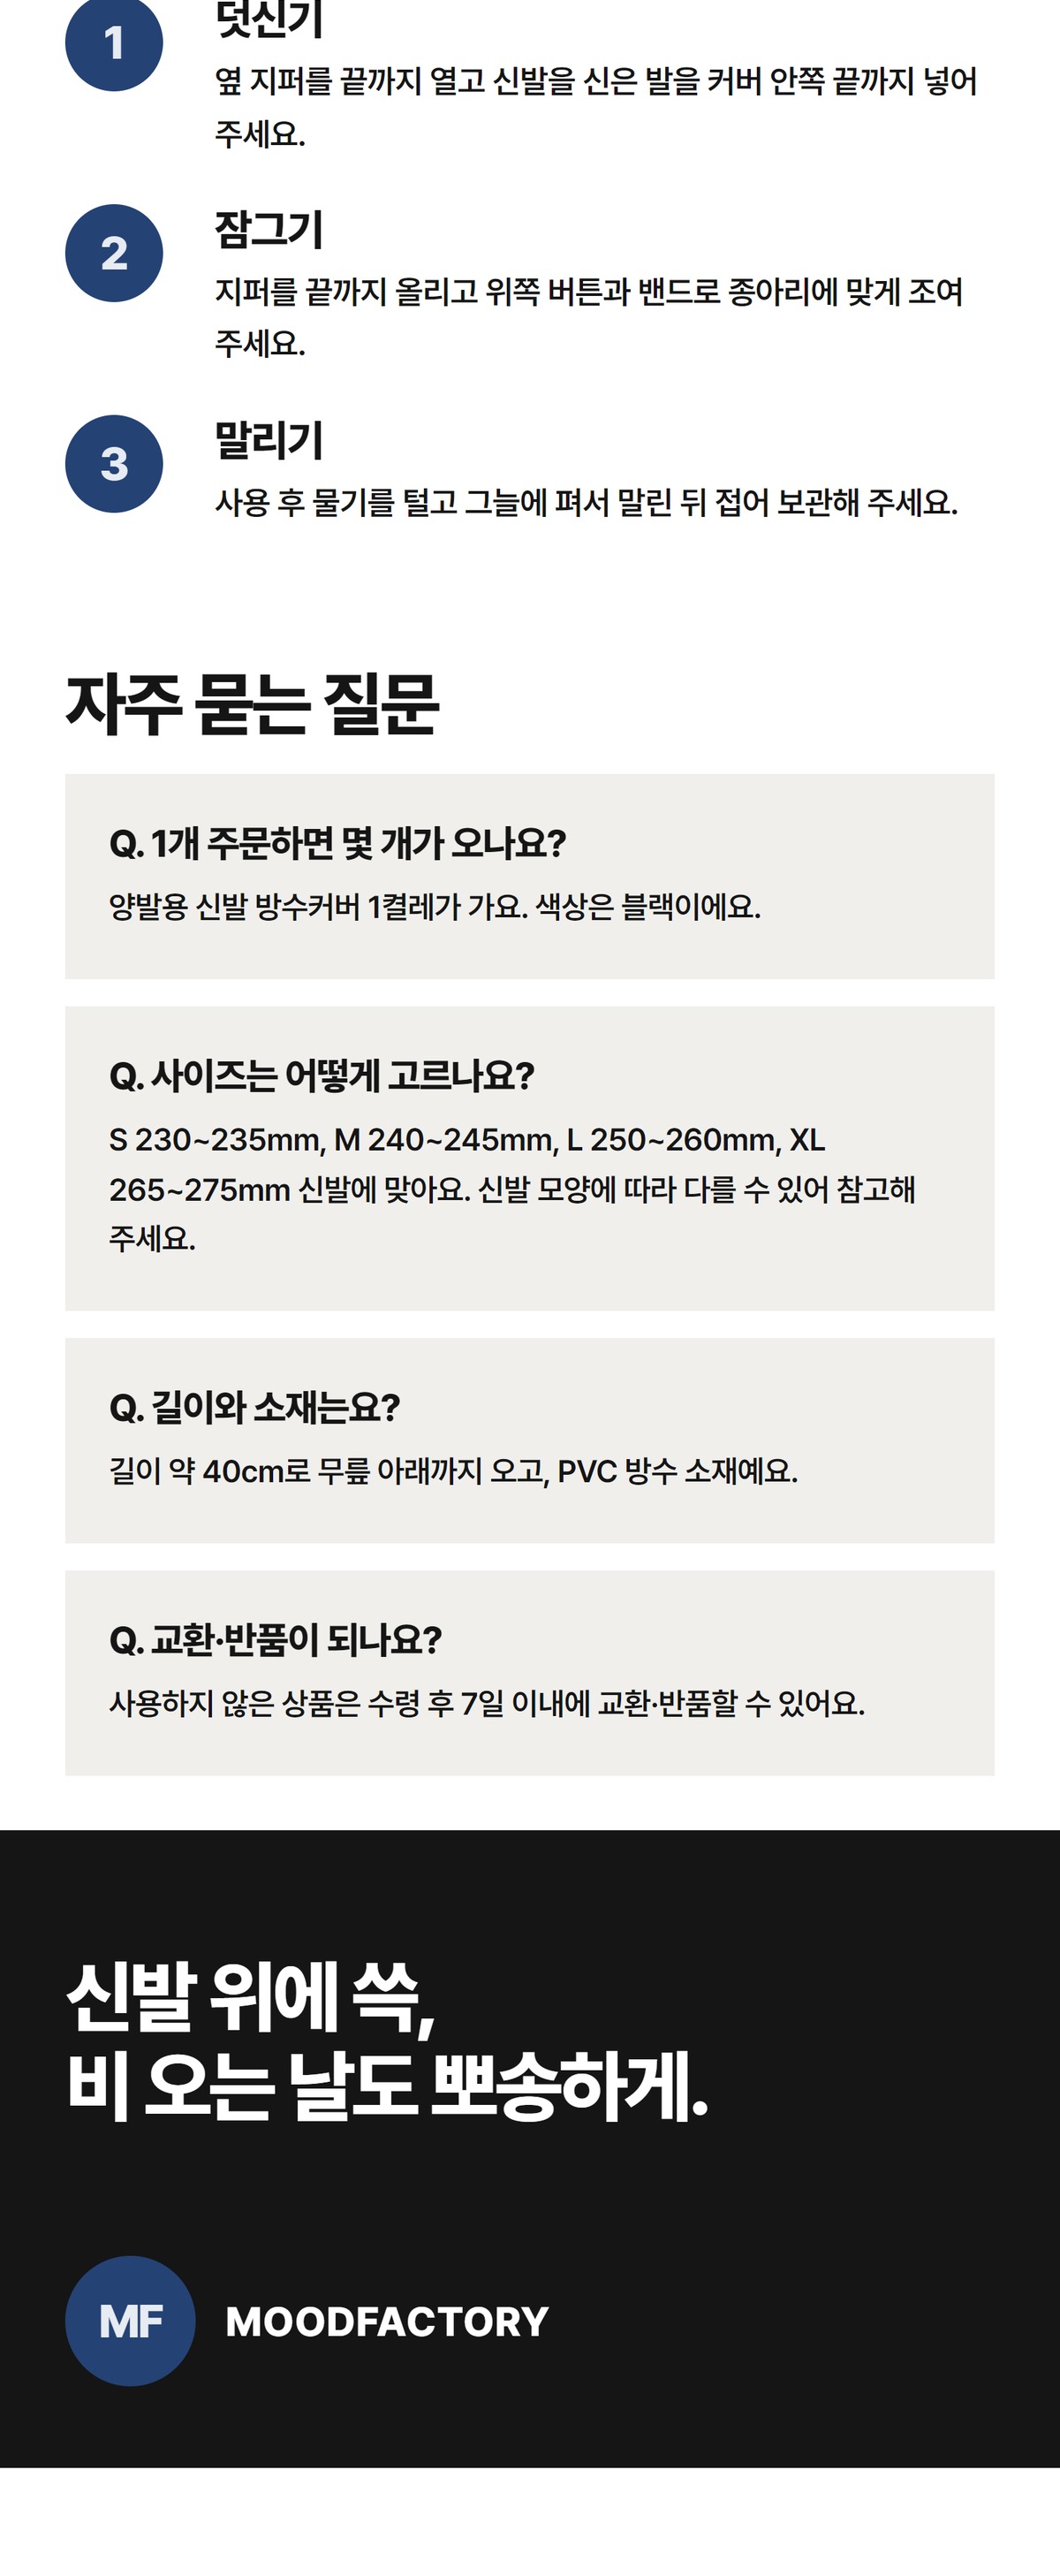 1
덧신기
옆 지퍼를 끝까지 열고 신발을 신은 발을 커버 안쪽 끝까지 넣어
주세요.
2
잠그기
지퍼를 끝까지 올리고 위쪽 버튼과 밴드로 종아리에 맞게 조여
주세요.
3
말리기
사용 후 물기를 털고 그늘에 펴서 말린 뒤 접어 보관해 주세요.
자주 묻는 질문
Q. 1개 주문하면 몇 개가 오나요?
양발용 신발 방수커버 1켤레가 가요. 색상은 블랙이에요.
Q. 사이즈는 어떻게 고르나요?
S 230~235mm, M 240~245mm, L 250~260mm, XL
265~275mm 신발에 맞아요. 신발 모양에 따라 다를 수 있어 참고해
주세요.
Q. 길이와 소재는요?
길이 약 40cm로 무릎 아래까지 오고, PVC 방수 소재예요.
Q. 교환·반품이 되나요?
사용하지 않은 상품은 수령 후 7일 이내에 교환·반품할 수 있어요.
신발 위에 쓱,
비 오는 날도 뽀송하게.
MF
MOODFACTORY